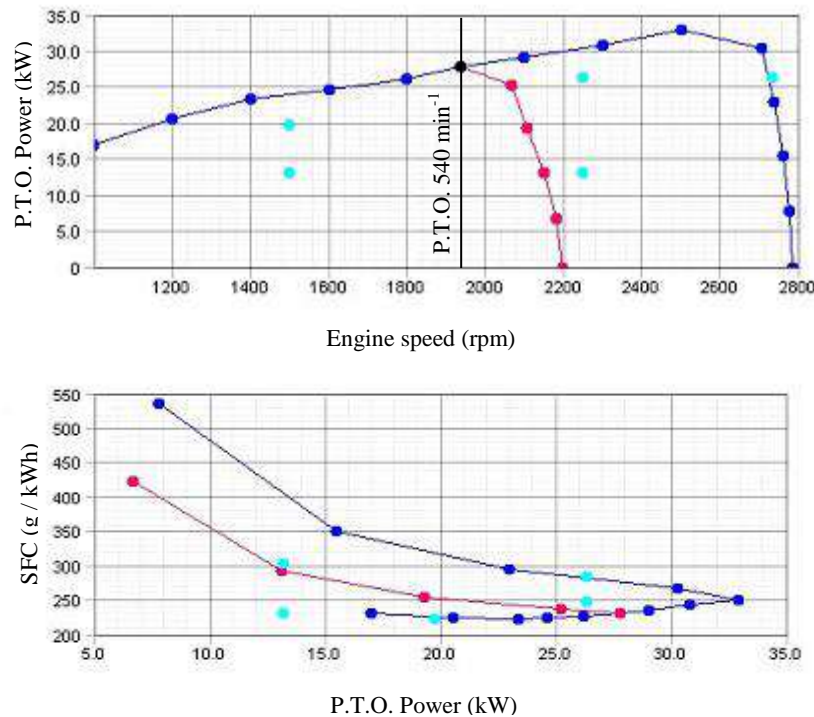 35.0
30.0
25.0
20.0
15.0
10.0
5.0
0
P.T.O. Power (kW)
P.T.O. 540 min⁻¹
1200 1400 1600 1800 2000 2200 2400 2600 2800
Engine speed (rpm)
550
500
450
400
350
300
250
200
SFC (g / kWh)
5.0 10.0 15.0 20.0 25.0 30.0 35.0
P.T.O. Power (kW)